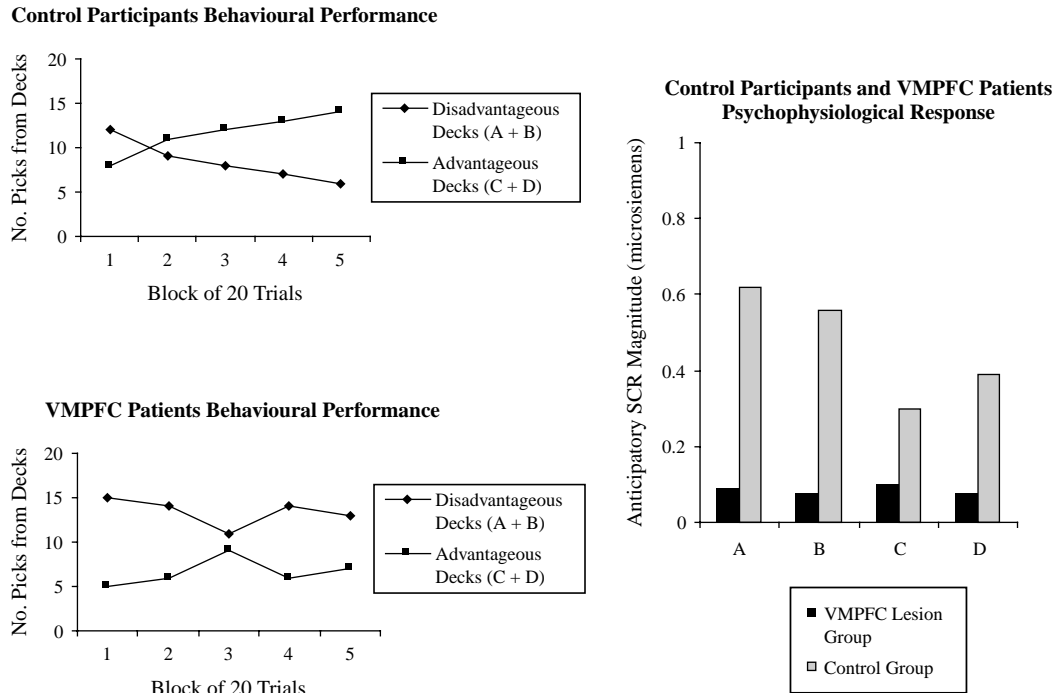 Control Participants Behavioural Performance
20
15
10
5
0
No. Picks from Decks
1 2 3 4 5
Block of 20 Trials
Disadvantageous
Decks (A + B)
Advantageous
Decks (C + D)
VMPFC Patients Behavioural Performance
20
15
10
5
0
No. Picks from Decks
1 2 3 4 5
Block of 20 Trials
Disadvantageous
Decks (A + B)
Advantageous
Decks (C + D)
Control Participants and VMPFC Patients
Psychophysiological Response
1
0.8
0.6
0.4
0.2
0
Anticipatory SCR Magnitude (microsiemens)
A B C D
VMPFC Lesion
Group
Control Group